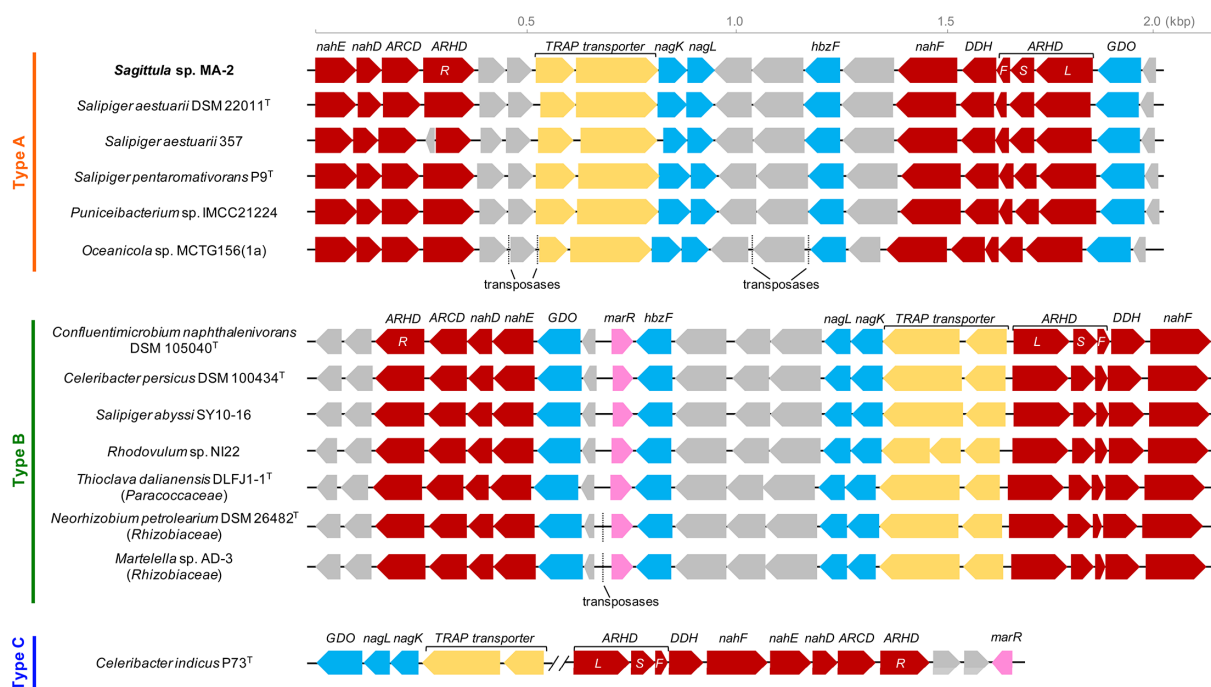 0.5 1.0 1.5 2.0 (kbp)
nahE nahD ARCD ARHD TRAP transporter nagK nagL hbzF nahF DDH ARHD GDO
Type A
Sagittula sp. MA-2 R F S L
Salipiger aestuarii DSM 22011T
Salipiger aestuarii 357
Salipiger pentaromativorans P9T
Puniceibacterium sp. IMCC21224
Oceanicola sp. MCTG156(1a)
transposases transposases
ARHD ARCD nahD nahE GDO marR hbzF nagL nagK TRAP transporter ARHD DDH nahF
Type B
Confluentimicrobium naphthalenivorans
DSM 105040T R L S F
Celeribacter persicus DSM 100434T
Salipiger abyssi SY10-16
Rhodovulum sp. NI22
Thioclava dalianensis DLFJ1-1T
(Paracoccaceae)
Neorhizobium petrolearium DSM 26482T
(Rhizobiaceae)
Martelella sp. AD-3
(Rhizobiaceae)
transposases
GDO nagL nagK TRAP transporter ARHD DDH nahF nahE nahD ARCD ARHD marR
Type C
Celeribacter indicus P73T L S F R